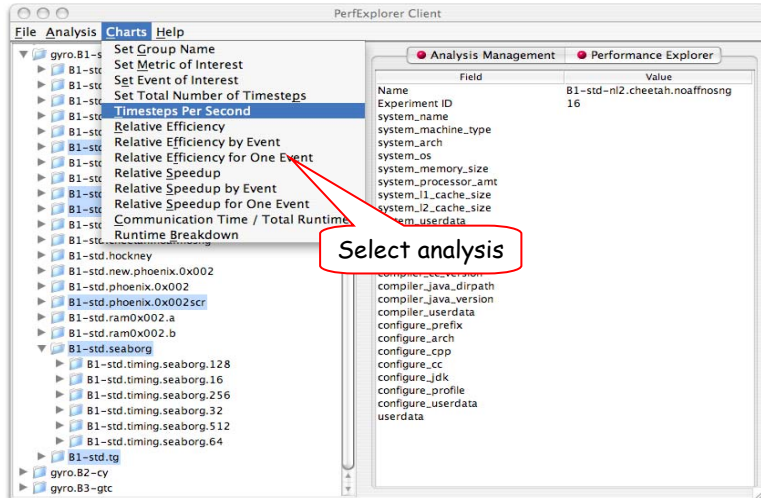 PerfExplorer Client
File Analysis Charts Help
gyro.B1-s
B1-std
B1-std
B1-std
B1-std
B1-std
B1-std
B1-std
B1-std
B1-std
B1-std
B1-std
B1-std.hockney
B1-std.new.phoenix.0x002
B1-std.phoenix.0x002
B1-std.phoenix.0x002scr
B1-std.ram0x002.a
B1-std.ram0x002.b
B1-std.seaborg
B1-std.timing.seaborg.128
B1-std.timing.seaborg.16
B1-std.timing.seaborg.256
B1-std.timing.seaborg.32
B1-std.timing.seaborg.512
B1-std.timing.seaborg.64
B1-std.tg
gyro.B2-cy
gyro.B3-gtc
Set Group Name
Set Metric of Interest
Set Event of Interest
Set Total Number of Timesteps
Timesteps Per Second
Relative Efficiency
Relative Efficiency by Event
Relative Efficiency for One Event
Relative Speedup
Relative Speedup by Event
Relative Speedup for One Event
Communication Time / Total Runtime
Runtime Breakdown
Select analysis
Analysis Management Performance Explorer
Field Value
Name B1-std-nl2.cheetah.noaffnosng
Experiment ID 16
system_name
system_machine_type
system_arch
system_os
system_memory_size
system_processor_amt
system_l1_cache_size
system_l2_cache_size
system_userdata
compiler_java_dirpath
compiler_java_version
compiler_userdata
configure_prefix
configure_arch
configure_cpp
configure_cc
configure_jdk
configure_profile
configure_userdata
userdata